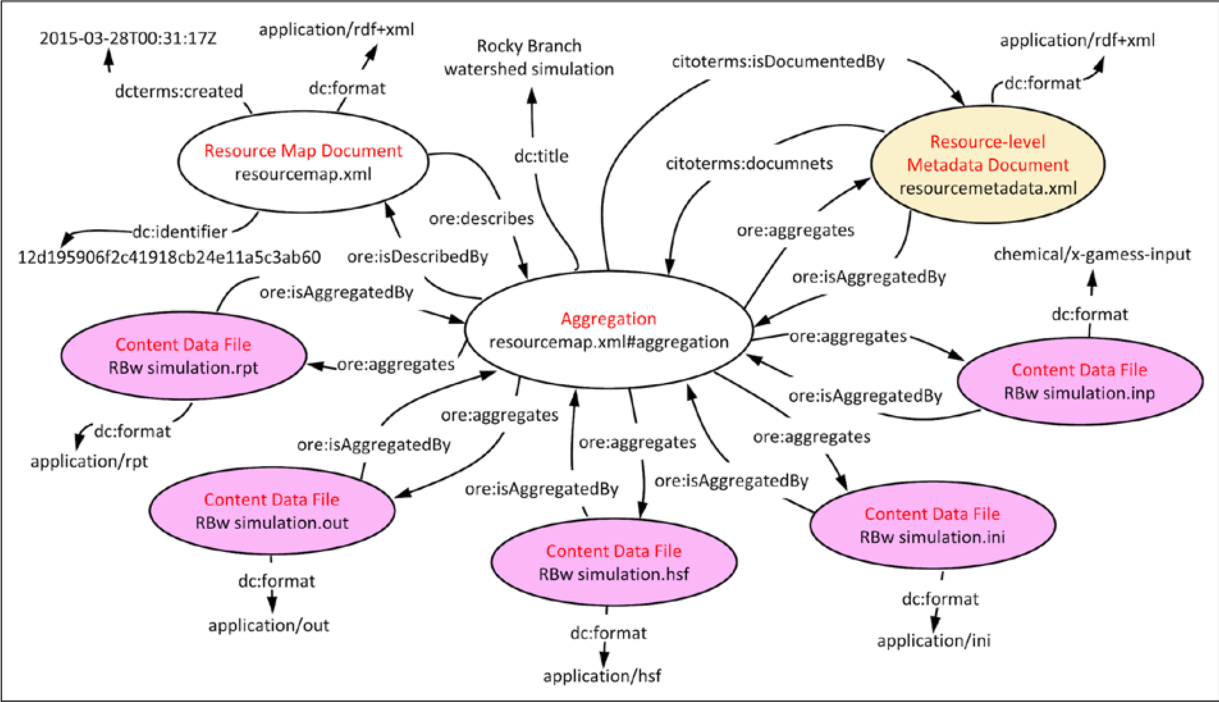 2015-03-28T00:31:17Z
application/rdf+xml
dcterms:created
dc:format
Rocky Branch
watershed simulation
citoterms:isDocumentedBy
application/rdf+xml
dc:format
Resource Map Document
resourcemap.xml
dc:title
citoterms:documnets
Resource-level
Metadata Document
resourcemetadata.xml
dc:identifier
12d195906f2c41918cb24e11a5c3ab60
ore:describes
ore:isDescribedBy
ore:aggregates
ore:isAggregatedBy
chemical/x-gamess-input
dc:format
ore:isAggregatedBy
Content Data File
RBw simulation.rpt
ore:aggregates
Aggregation
resourcemap.xml#aggregation
ore:aggregates
Content Data File
RBw simulation.inp
ore:isAggregatedBy
dc:format
application/rpt
ore:isAggregatedBy
ore:aggregates
ore:aggregates
ore:isAggregatedBy
ore:aggregates
ore:isAggregatedBy
Content Data File
RBw simulation.out
dc:format
application/out
Content Data File
RBw simulation.hsf
dc:format
application/hsf
Content Data File
RBw simulation.ini
dc:format
application/ini